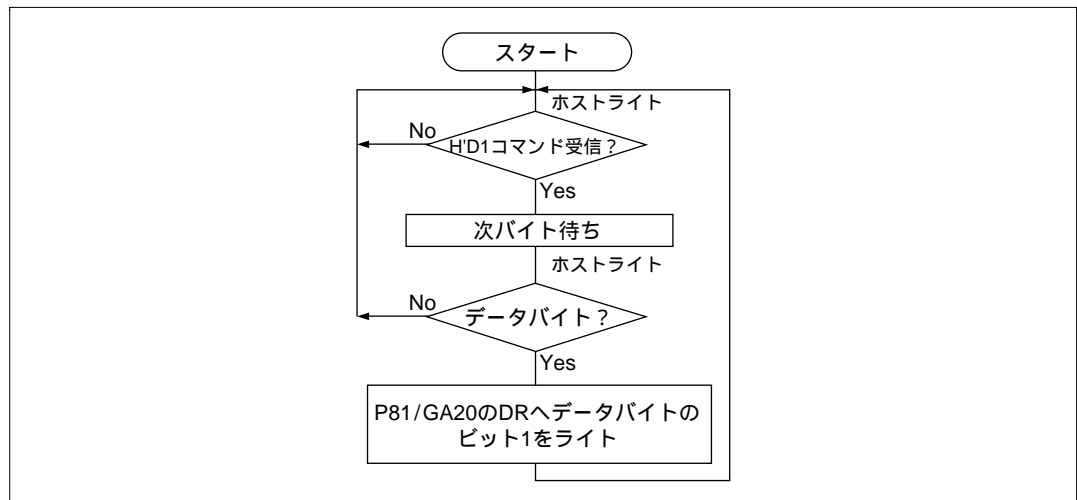 スタート
ホストライト
No
H'D1コマンド受信？
Yes
次バイト待ち
ホストライト
No
データバイト？
Yes
P81/GA20のDRへデータバイトの
ビット1をライト